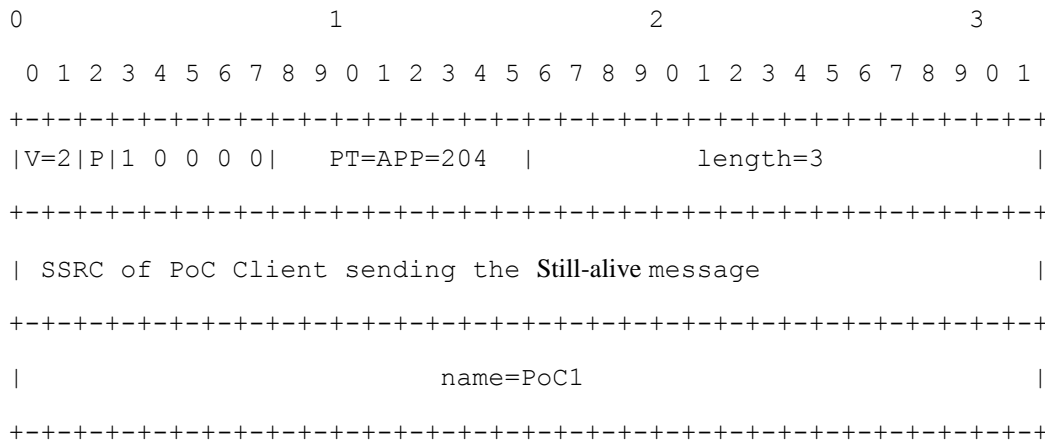 0                   1                   2                   3
 0 1 2 3 4 5 6 7 8 9 0 1 2 3 4 5 6 7 8 9 0 1 2 3 4 5 6 7 8 9 0 1
+-+-+-+-+-+-+-+-+-+-+-+-+-+-+-+-+-+-+-+-+-+-+-+-+-+-+-+-+-+-+-+-+
|V=2|P|1 0 0 0 0|   PT=APP=204  |          length=3             |
+-+-+-+-+-+-+-+-+-+-+-+-+-+-+-+-+-+-+-+-+-+-+-+-+-+-+-+-+-+-+-+-+
| SSRC of PoC Client sending the Still-alive message                 |
+-+-+-+-+-+-+-+-+-+-+-+-+-+-+-+-+-+-+-+-+-+-+-+-+-+-+-+-+-+-+-+-+
|                          name=PoC1                            |
+-+-+-+-+-+-+-+-+-+-+-+-+-+-+-+-+-+-+-+-+-+-+-+-+-+-+-+-+-+-+-+-+